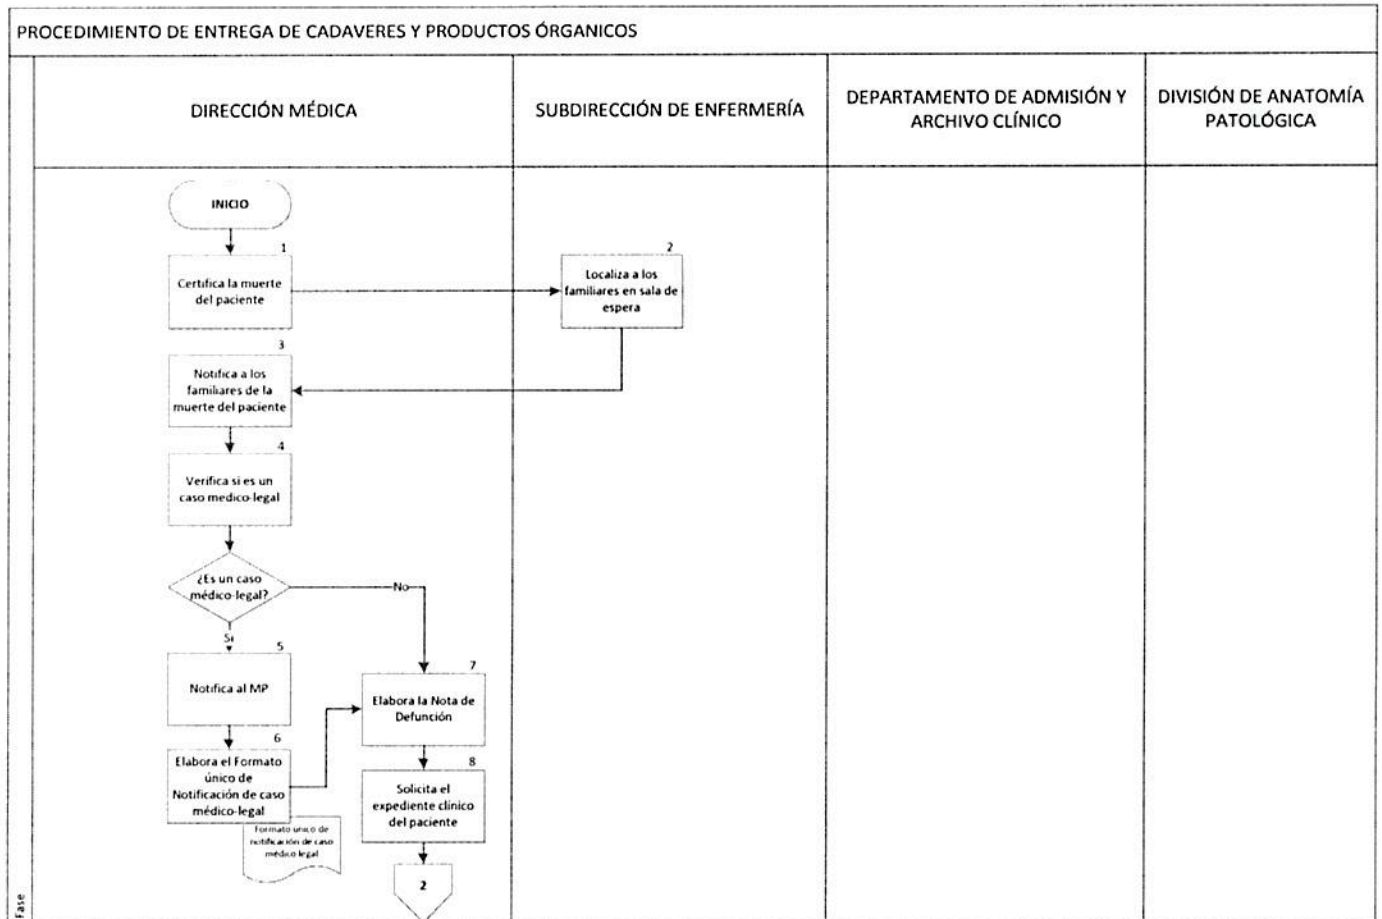 PROCEDIMIENTO DE ENTREGA DE CADAVERES Y PRODUCTOS ÓRGANICOS
DIRECCIÓN MÉDICA
SUBDIRECCIÓN DE ENFERMERÍA
DEPARTAMENTO DE ADMISIÓN Y
ARCHIVO CLÍNICO
DIVISIÓN DE ANATOMÍA
PATOLÓGICA
INICIO
1
Certifica la muerte
del paciente
2
Localiza a los
familiares en sala de
espera
3
Notifica a los
familiares de la
muerte del paciente
4
Verifica si es un
caso medico-legal
¿Es un caso
médico-legal?
No
Si
5
Notifica al MP
6
Elabora el Formato
único de
Notificación de caso
médico-legal
Formato único de
notificación de caso
médico legal
7
Elabora la Nota de
Defunción
8
Solicita el
expediente clínico
del paciente
2
Fase